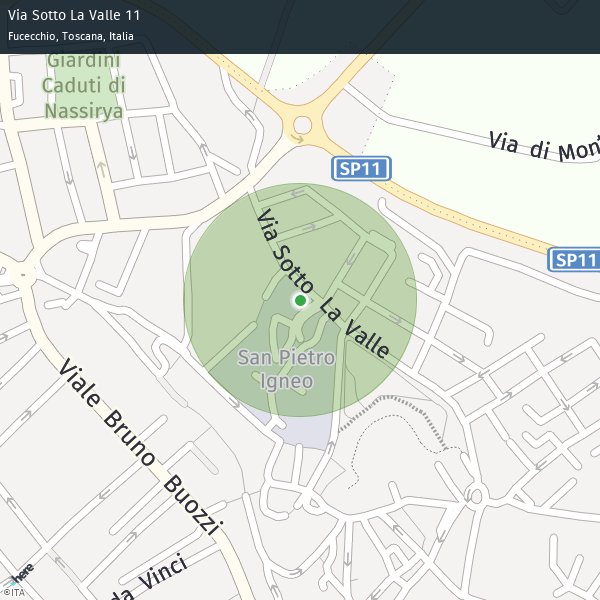 Via Sotto La Valle 11
Fucecchio, Toscana, Italia
Giardini
Caduti di
Nassirya
Via di Mon
SP11
SP11
Via Sotto La Valle
San Pietro
Igneo
Viale Bruno Buozzi
da Vinci
here
©ITA